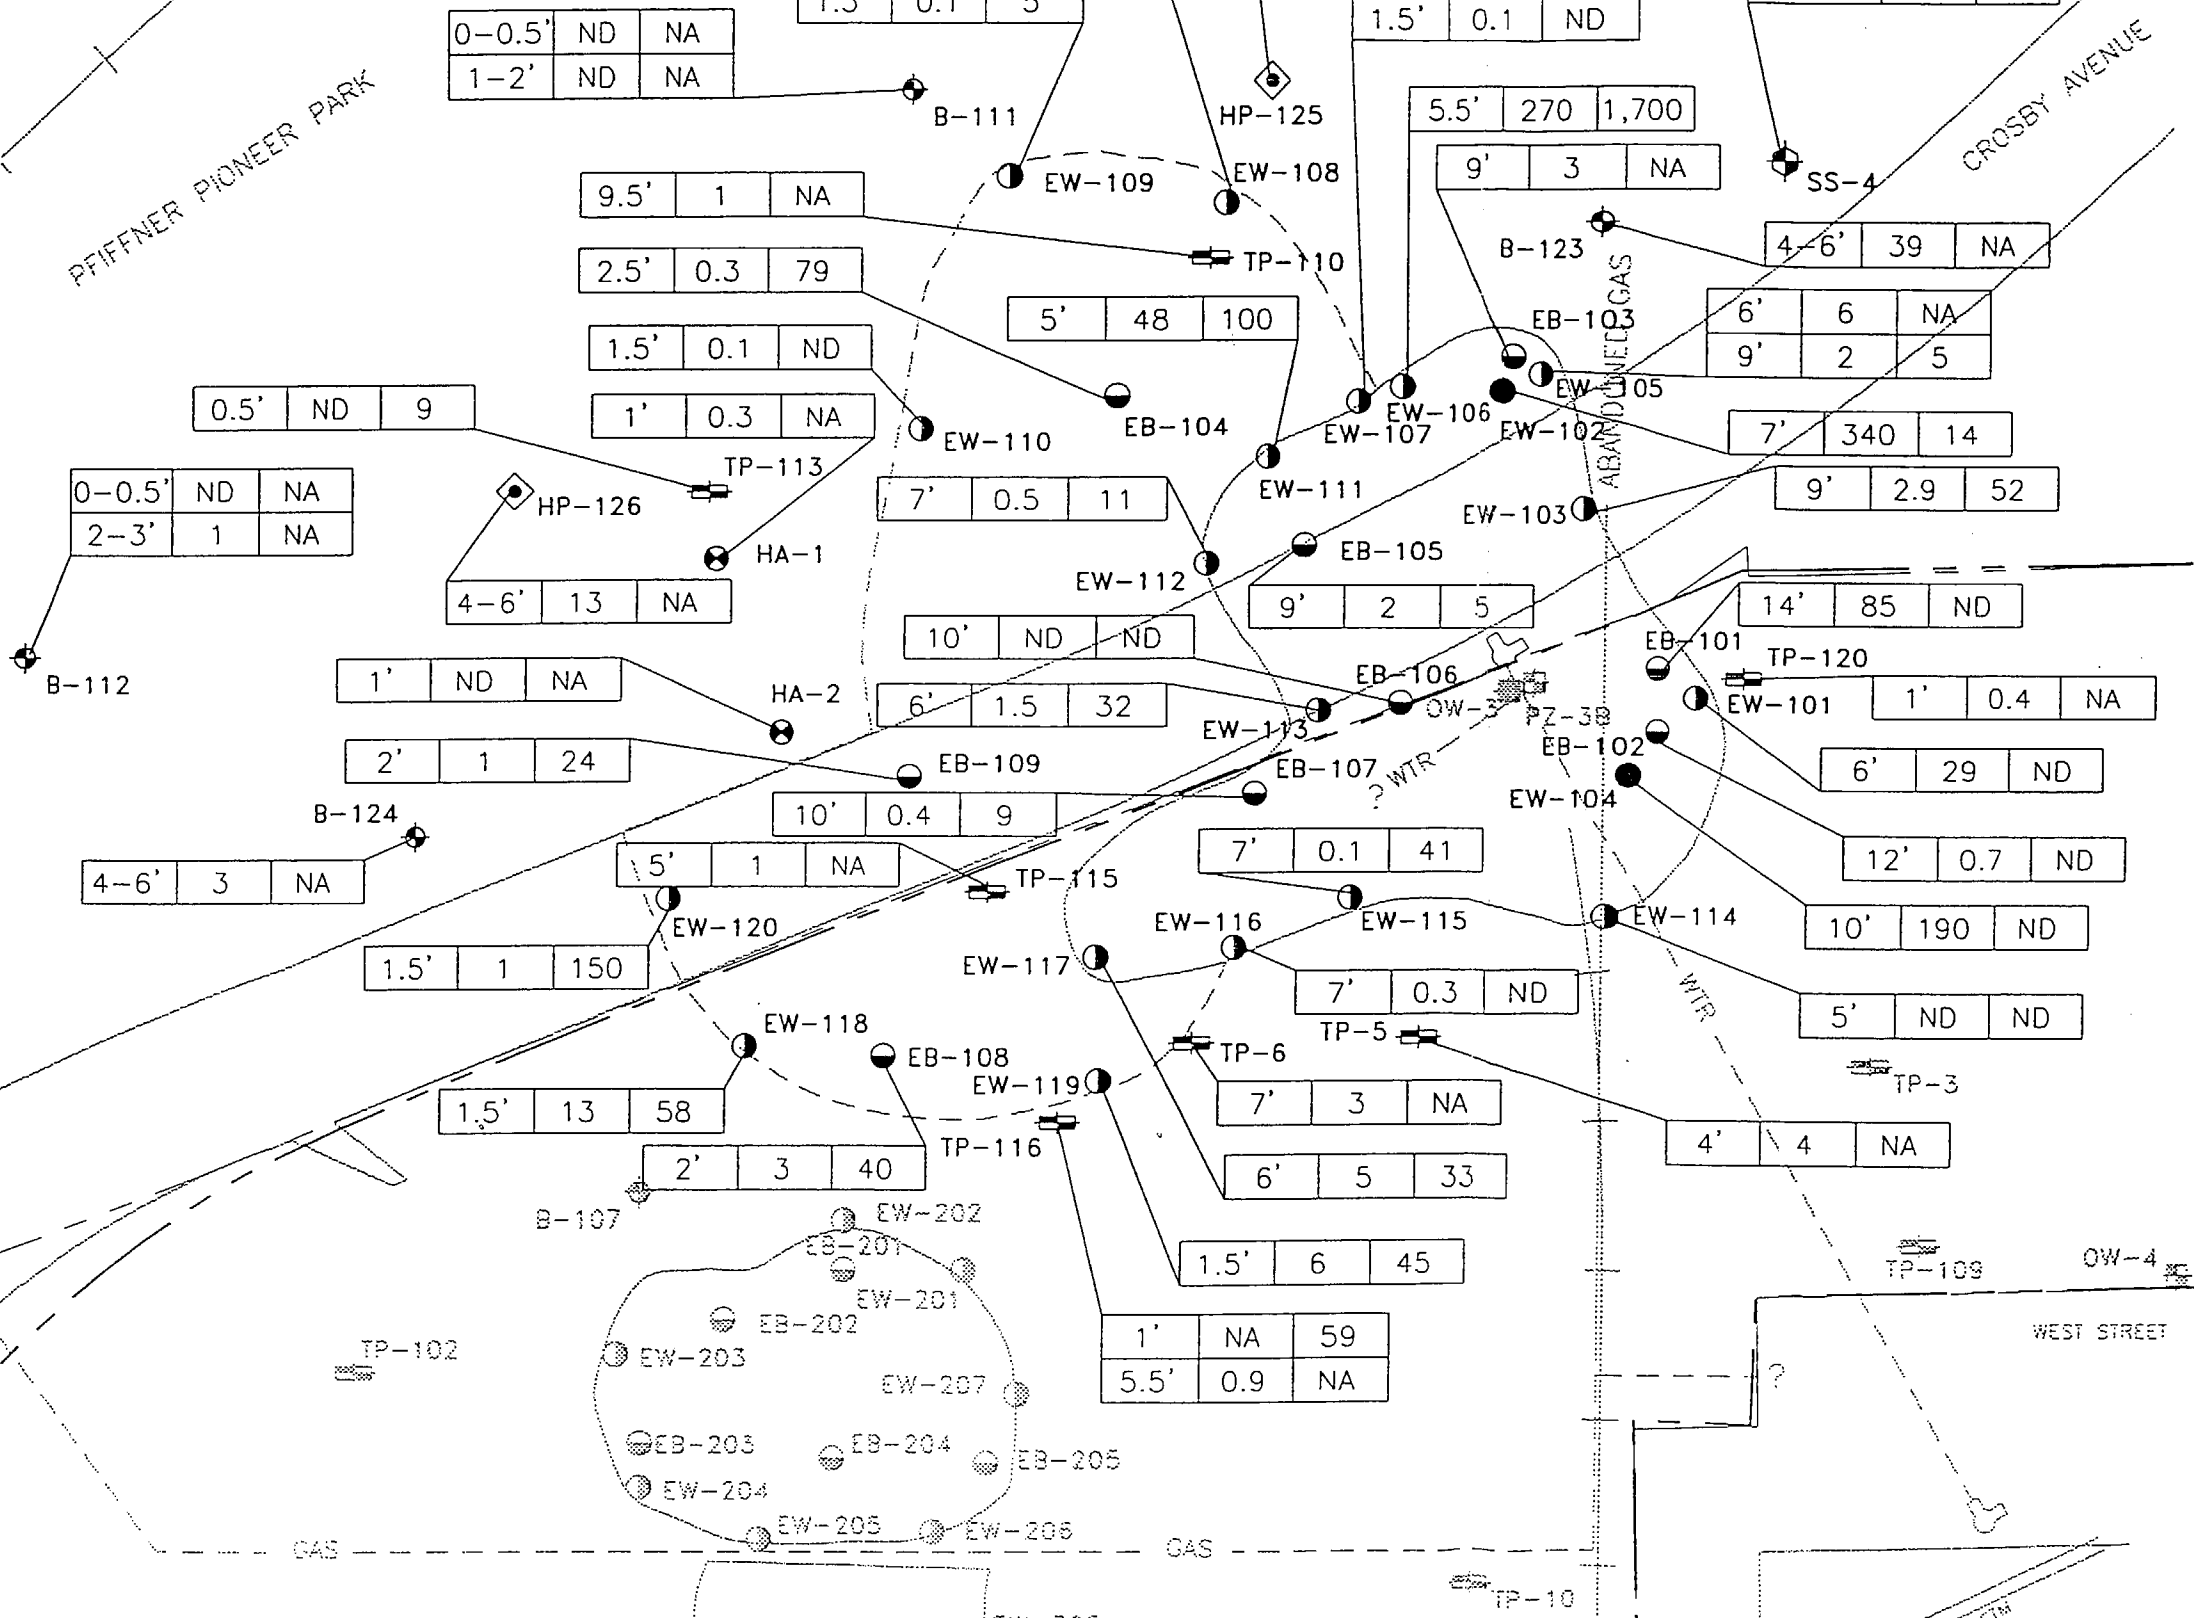 1.5' 0.1 5
1.5' 0.1 ND
0-0.5' ND NA
1-2' ND NA
B-111
HP-125
5.5' 270 1,700
CROSBY AVENUE
PFIFFNER PIONEER PARK
9' 3 NA
SS-4
EW-109
EW-108
9.5' 1 NA
B-123
4-6' 39 NA
TP-110
2.5' 0.3 79
ABANDONED GAS
5' 48 100
EB-103
6' 6 NA
9' 2 5
1.5' 0.1 ND
EW-105
0.5' ND 9
1' 0.3 NA
EB-104
EW-106
EW-107
EW-102
7' 340 14
EW-110
TP-113
EW-111
0-0.5' ND NA
2-3' 1 NA
HP-126
7' 0.5 11
EW-103
9' 2.9 52
HA-1
EB-105
EW-112
4-6' 13 NA
9' 2 5
14' 85 ND
10' ND ND
EB-101
TP-120
B-112
1' ND NA
HA-2
EB-106
6' 1.5 32
OW-3
PZ-3B
EW-101
1' 0.4 NA
EW-113
EB-102
2' 1 24
EB-109
EB-107
? WTR
6' 29 ND
EW-104
B-124
10' 0.4 9
7' 0.1 41
12' 0.7 ND
4-6' 3 NA
5' 1 NA
TP-115
EW-120
EW-116
EW-115
EW-114
10' 190 ND
1.5' 1 150
EW-117
7' 0.3 ND
WTR
5' ND ND
EW-118
EB-108
TP-6
TP-5
TP-3
EW-119
1.5' 13 58
7' 3 NA
TP-116
4' 4 NA
2' 3 40
6' 5 33
B-107
EW-202
EB-201
1.5' 6 45
TP-109
OW-4
EW-201
EB-202
1' NA 59
5.5' 0.9 NA
WEST STREET
TP-102
EW-203
EW-207
?
EB-203
EB-204
EB-205
EW-204
EW-205
EW-206
GAS
GAS
TP-10